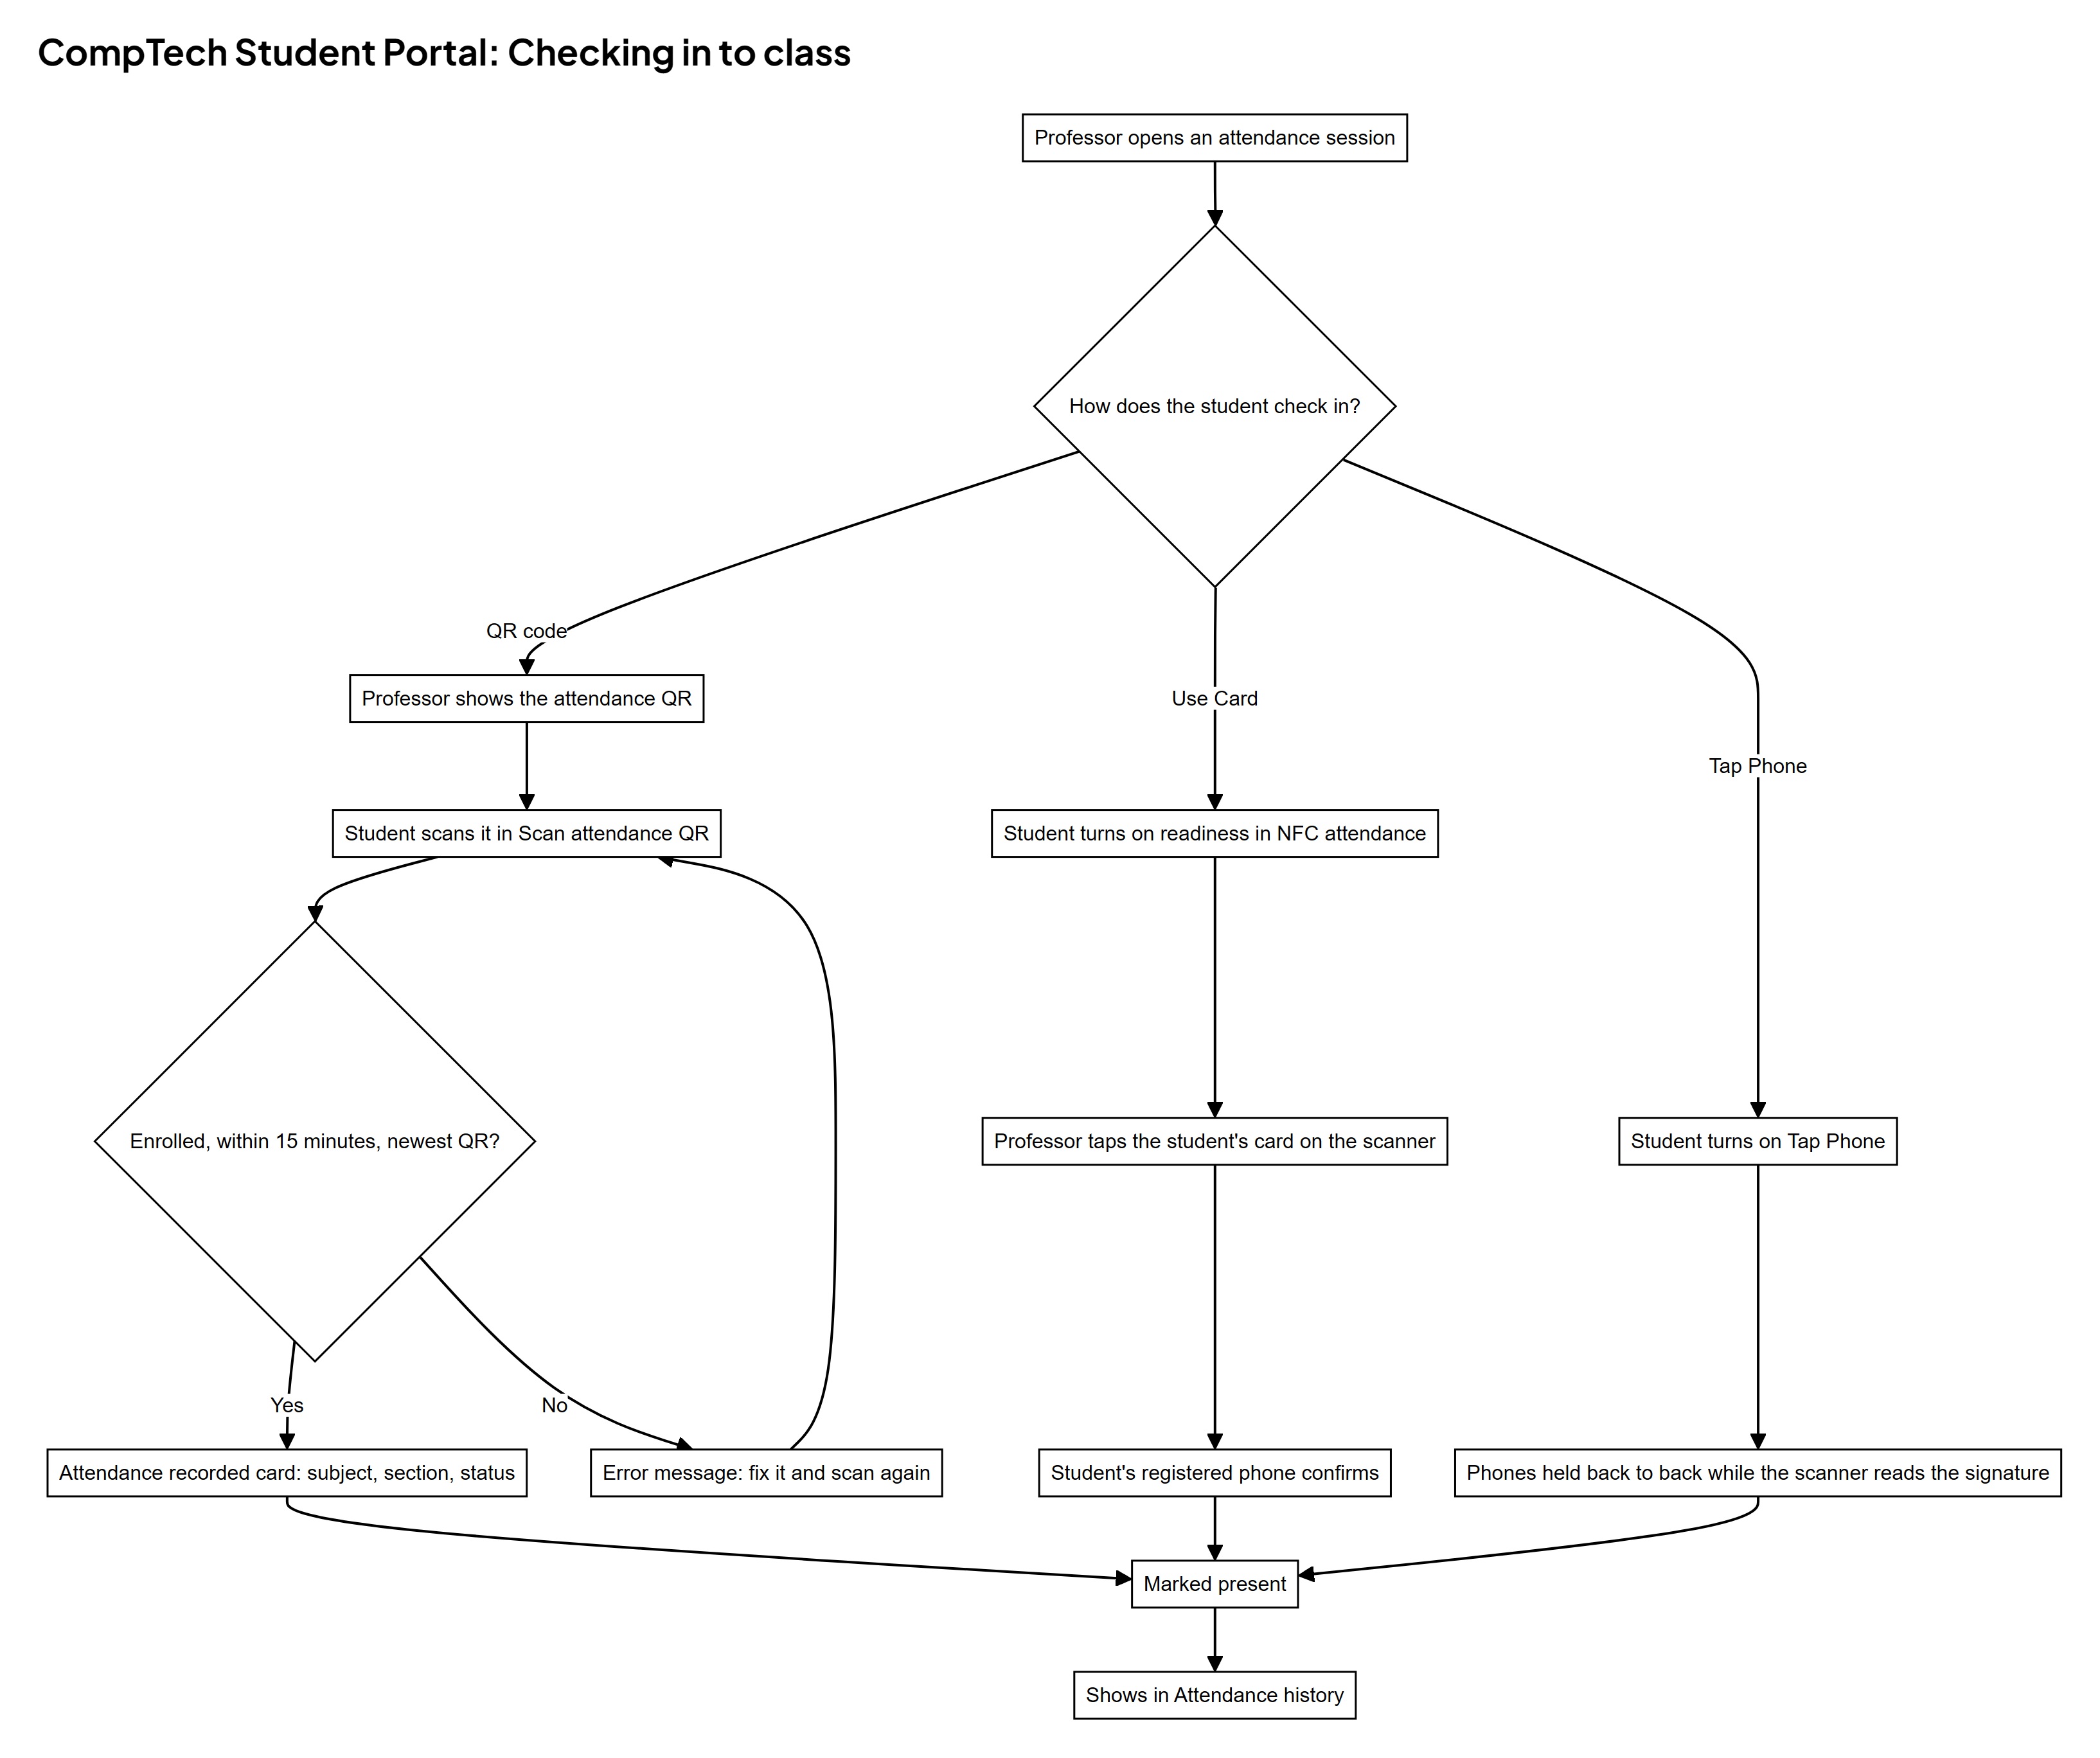 CompTech Student Portal: Checking in to class
Professor opens an attendance session
How does the student check in?
QR code
Use Card
Tap Phone
Professor shows the attendance QR
Student scans it in Scan attendance QR
Student turns on readiness in NFC attendance
Enrolled, within 15 minutes, newest QR?
Professor taps the student's card on the scanner
Student turns on Tap Phone
Yes
No
Attendance recorded card: subject, section, status
Error message: fix it and scan again
Student's registered phone confirms
Phones held back to back while the scanner reads the signature
Marked present
Shows in Attendance history